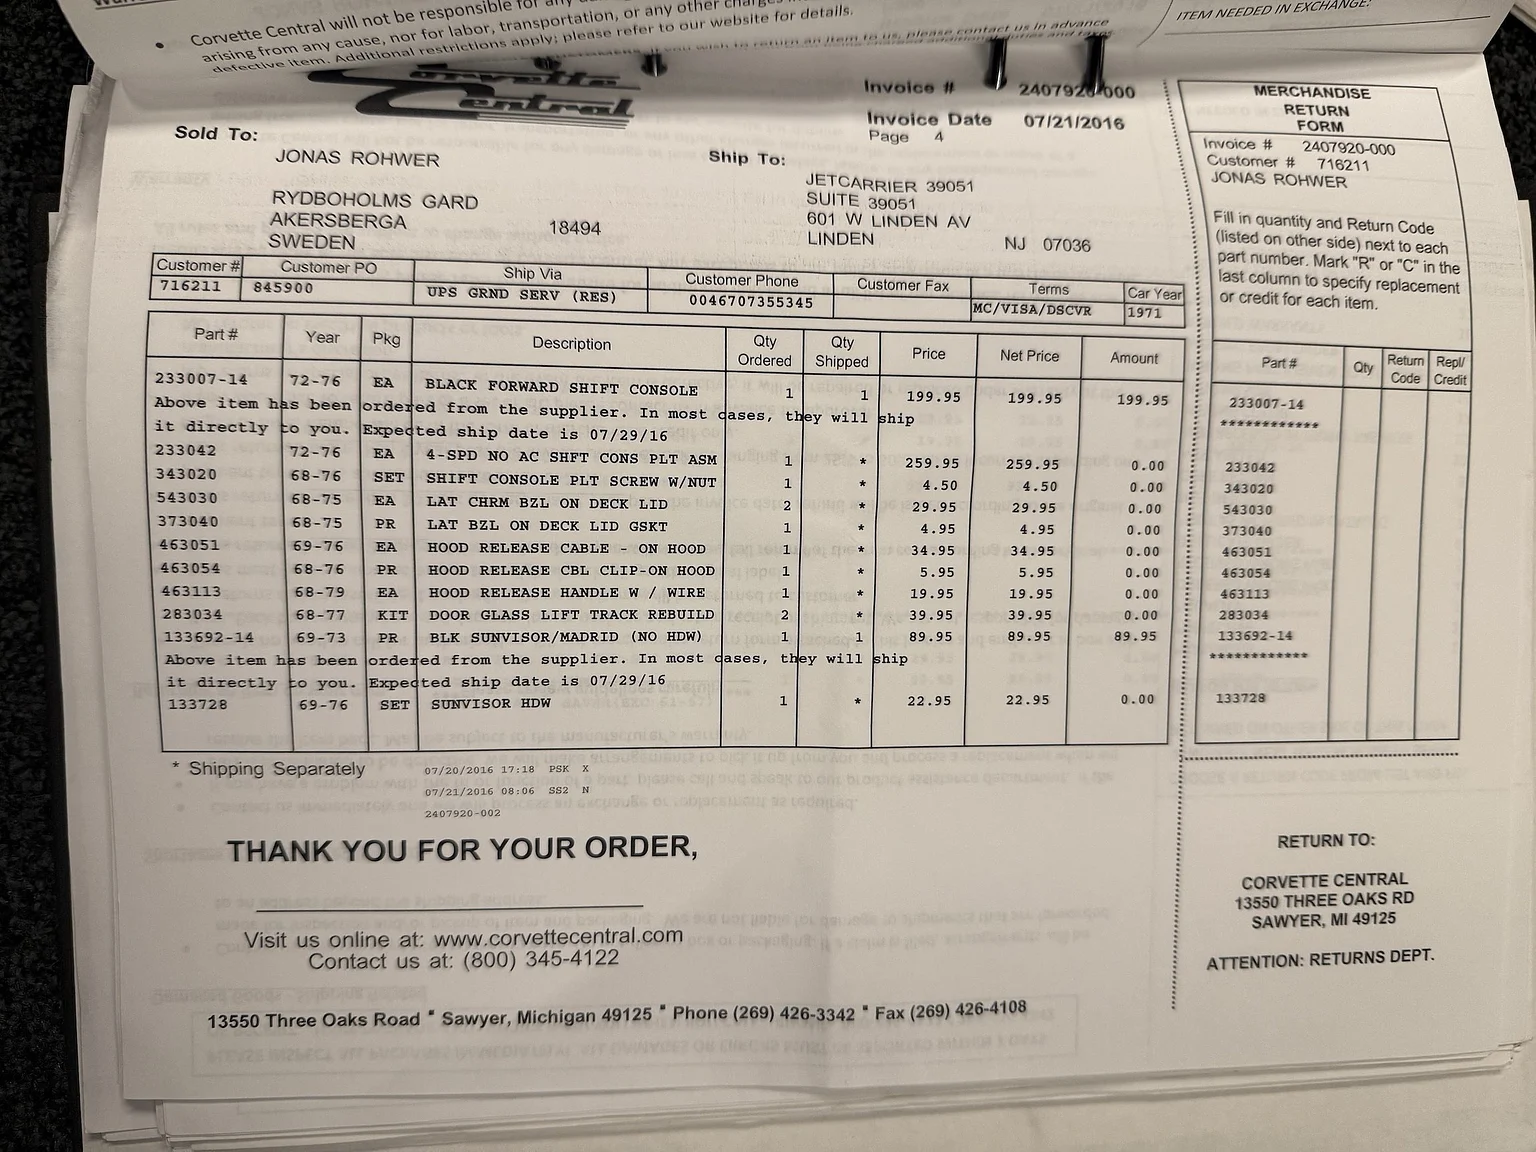 Corvette Central will not be responsible for any
arising from any cause, nor for labor, transportation, or any other charges
defective item. Additional restrictions apply; please refer to our website for details.
if you wish to return an item to us, please contact us in advance
ITEM NEEDED IN EXCHANGE:
Corvette
Central
Invoice # 2407920-000
Invoice Date 07/21/2016
Page 4
Sold To:
JONAS ROHWER
RYDBOHOLMS GARD
AKERSBERGA 18494
SWEDEN
Ship To:
JETCARRIER 39051
SUITE 39051
601 W LINDEN AV
LINDEN NJ 07036
Customer # Customer PO Ship Via Customer Phone Customer Fax Terms Car Year
716211 845900 UPS GRND SERV (RES) 0046707355345 MC/VISA/DSCVR 1971
Part # Year Pkg Description Qty Ordered Qty Shipped Price Net Price Amount
233007-14 72-76 EA BLACK FORWARD SHIFT CONSOLE 1 1 199.95 199.95 199.95
Above item has been ordered from the supplier. In most cases, they will ship
it directly to you. Expected ship date is 07/29/16
233042 72-76 EA 4-SPD NO AC SHFT CONS PLT ASM 1 * 259.95 259.95 0.00
343020 68-76 SET SHIFT CONSOLE PLT SCREW W/NUT 1 * 4.50 4.50 0.00
543030 68-75 EA LAT CHRM BZL ON DECK LID 2 * 29.95 29.95 0.00
373040 68-75 PR LAT BZL ON DECK LID GSKT 1 * 4.95 4.95 0.00
463051 69-76 EA HOOD RELEASE CABLE - ON HOOD 1 * 34.95 34.95 0.00
463054 68-76 PR HOOD RELEASE CBL CLIP-ON HOOD 1 * 5.95 5.95 0.00
463113 68-79 EA HOOD RELEASE HANDLE W / WIRE 1 * 19.95 19.95 0.00
283034 68-77 KIT DOOR GLASS LIFT TRACK REBUILD 2 * 39.95 39.95 0.00
133692-14 69-73 PR BLK SUNVISOR/MADRID (NO HDW) 1 1 89.95 89.95 89.95
Above item has been ordered from the supplier. In most cases, they will ship
it directly to you. Expected ship date is 07/29/16
133728 69-76 SET SUNVISOR HDW 1 * 22.95 22.95 0.00
* Shipping Separately
07/20/2016 17:18 PSK X
07/21/2016 08:06 SS2 N
2407920-002
THANK YOU FOR YOUR ORDER,
Visit us online at: www.corvettecentral.com
Contact us at: (800) 345-4122
13550 Three Oaks Road * Sawyer, Michigan 49125 * Phone (269) 426-3342 * Fax (269) 426-4108
MERCHANDISE
RETURN
FORM
Invoice # 2407920-000
Customer # 716211
JONAS ROHWER
Fill in quantity and Return Code
(listed on other side) next to each
part number. Mark "R" or "C" in the
last column to specify replacement
or credit for each item.
Part # Qty Return Code Repl/ Credit
233007-14
************
233042
343020
543030
373040
463051
463054
463113
283034
133692-14
************
133728
RETURN TO:
CORVETTE CENTRAL
13550 THREE OAKS RD
SAWYER, MI 49125
ATTENTION: RETURNS DEPT.